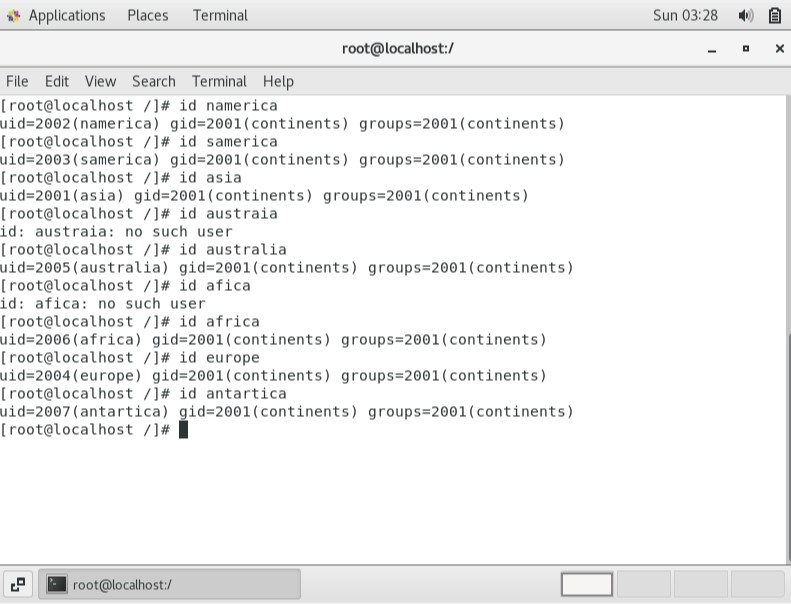 Applications Places Terminal Sun 03:28
root@localhost:/
File Edit View Search Terminal Help
[root@localhost /]# id namerica
uid=2002(namerica) gid=2001(continents) groups=2001(continents)
[root@localhost /]# id samerica
uid=2003(samerica) gid=2001(continents) groups=2001(continents)
[root@localhost /]# id asia
uid=2001(asia) gid=2001(continents) groups=2001(continents)
[root@localhost /]# id austraia
id: austraia: no such user
[root@localhost /]# id australia
uid=2005(australia) gid=2001(continents) groups=2001(continents)
[root@localhost /]# id afica
id: afica: no such user
[root@localhost /]# id africa
uid=2006(africa) gid=2001(continents) groups=2001(continents)
[root@localhost /]# id europe
uid=2004(europe) gid=2001(continents) groups=2001(continents)
[root@localhost /]# id antartica
uid=2007(antartica) gid=2001(continents) groups=2001(continents)
[root@localhost /]#
root@localhost:/